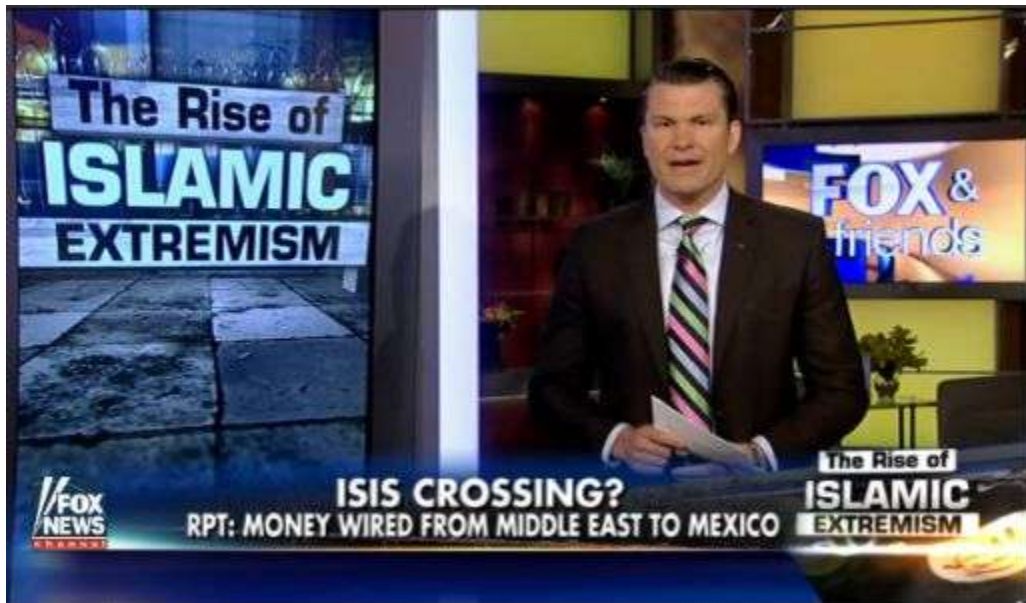 The Rise of
ISLAMIC
EXTREMISM
FOX &
friends
FOX
NEWS
channel
ISIS CROSSING?
RPT: MONEY WIRED FROM MIDDLE EAST TO MEXICO
The Rise of
ISLAMIC
EXTREMISM